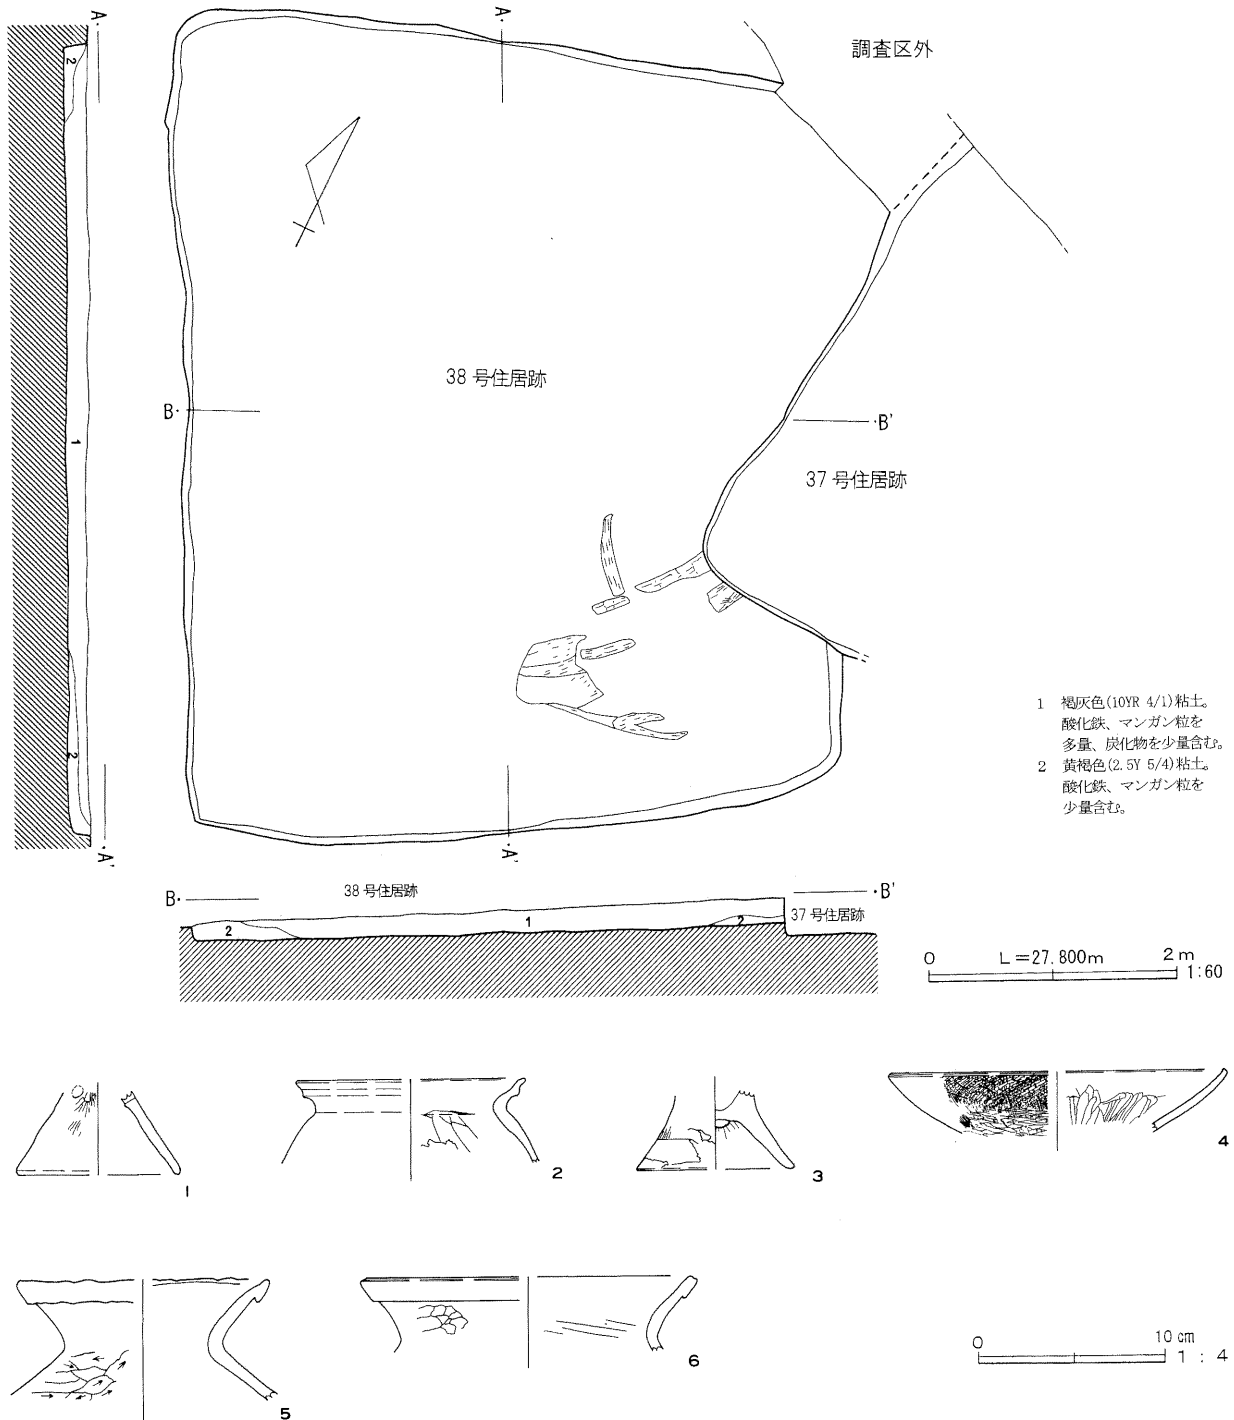 A・
A・
調査区外
2
38 号住居跡
1
B・
・B'
37 号住居跡
2
1 褐灰色(10YR 4/1)粘土。
酸化鉄、マンガン粒を
多量、炭化物を少量含む。
2 黄褐色(2.5Y 5/4)粘土。
酸化鉄、マンガン粒を
少量含む。
・A'
・A'
B・
38 号住居跡
・B'
2
1
2
37 号住居跡
0 L=27.800m 2 m
1:60
1
2
3
4
5
6
0 10 cm
1 : 4